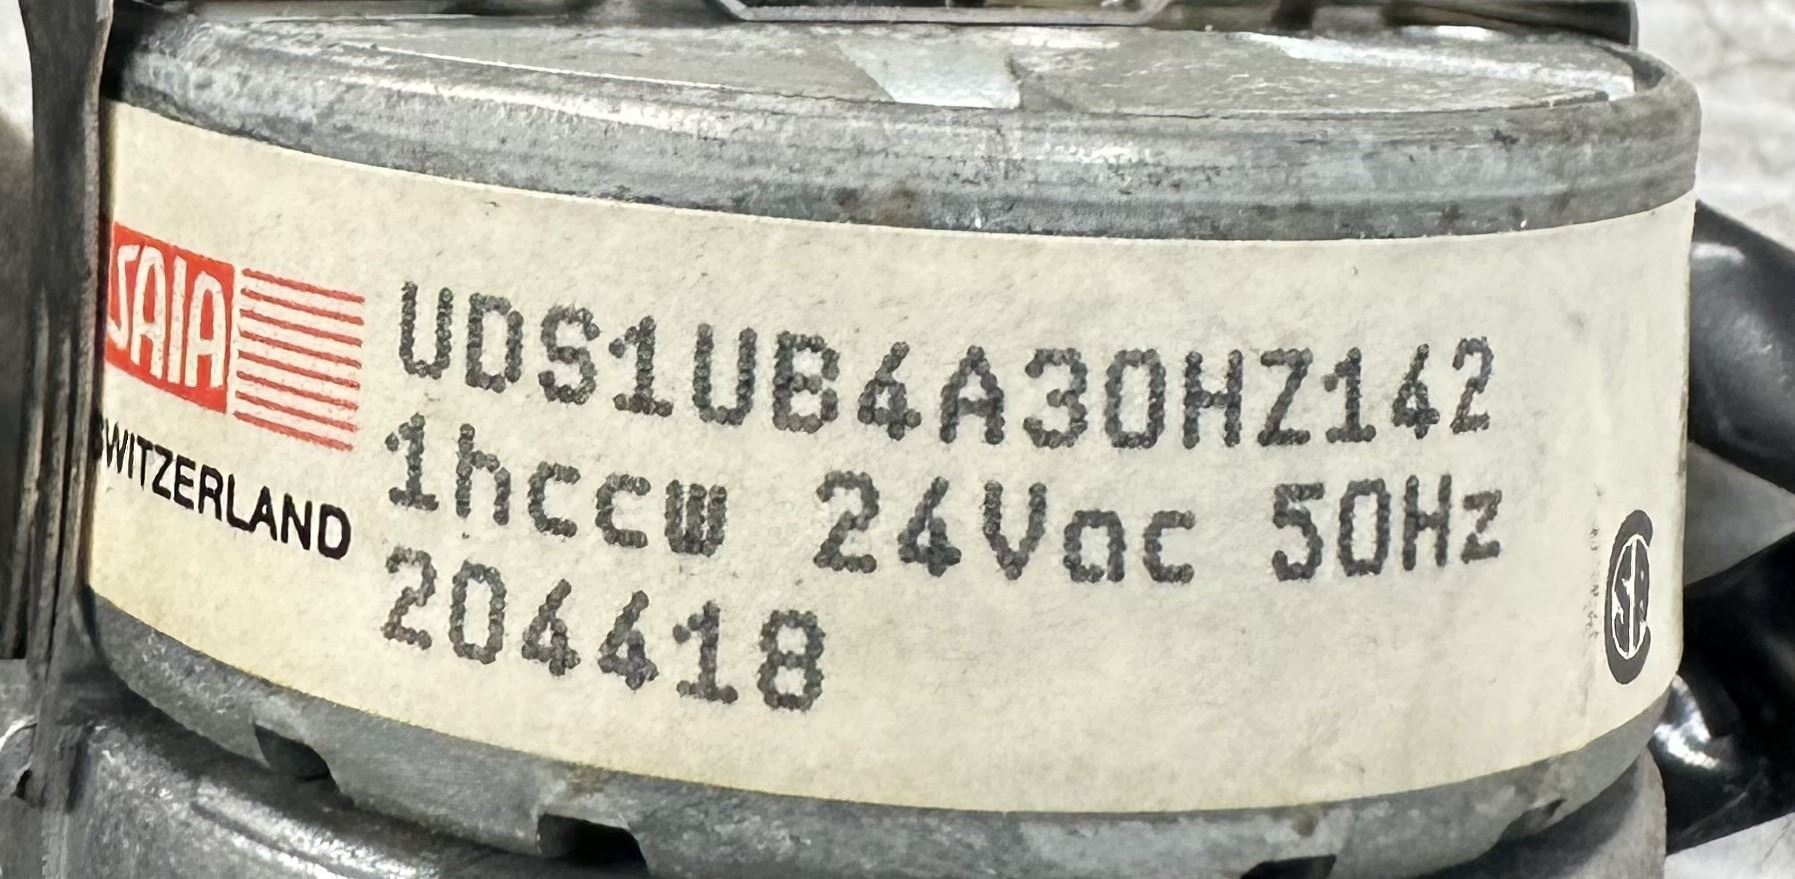 SAIA
SWITZERLAND
UDS1UB4A30HZ142
1hccw 24Vac 50Hz
204418